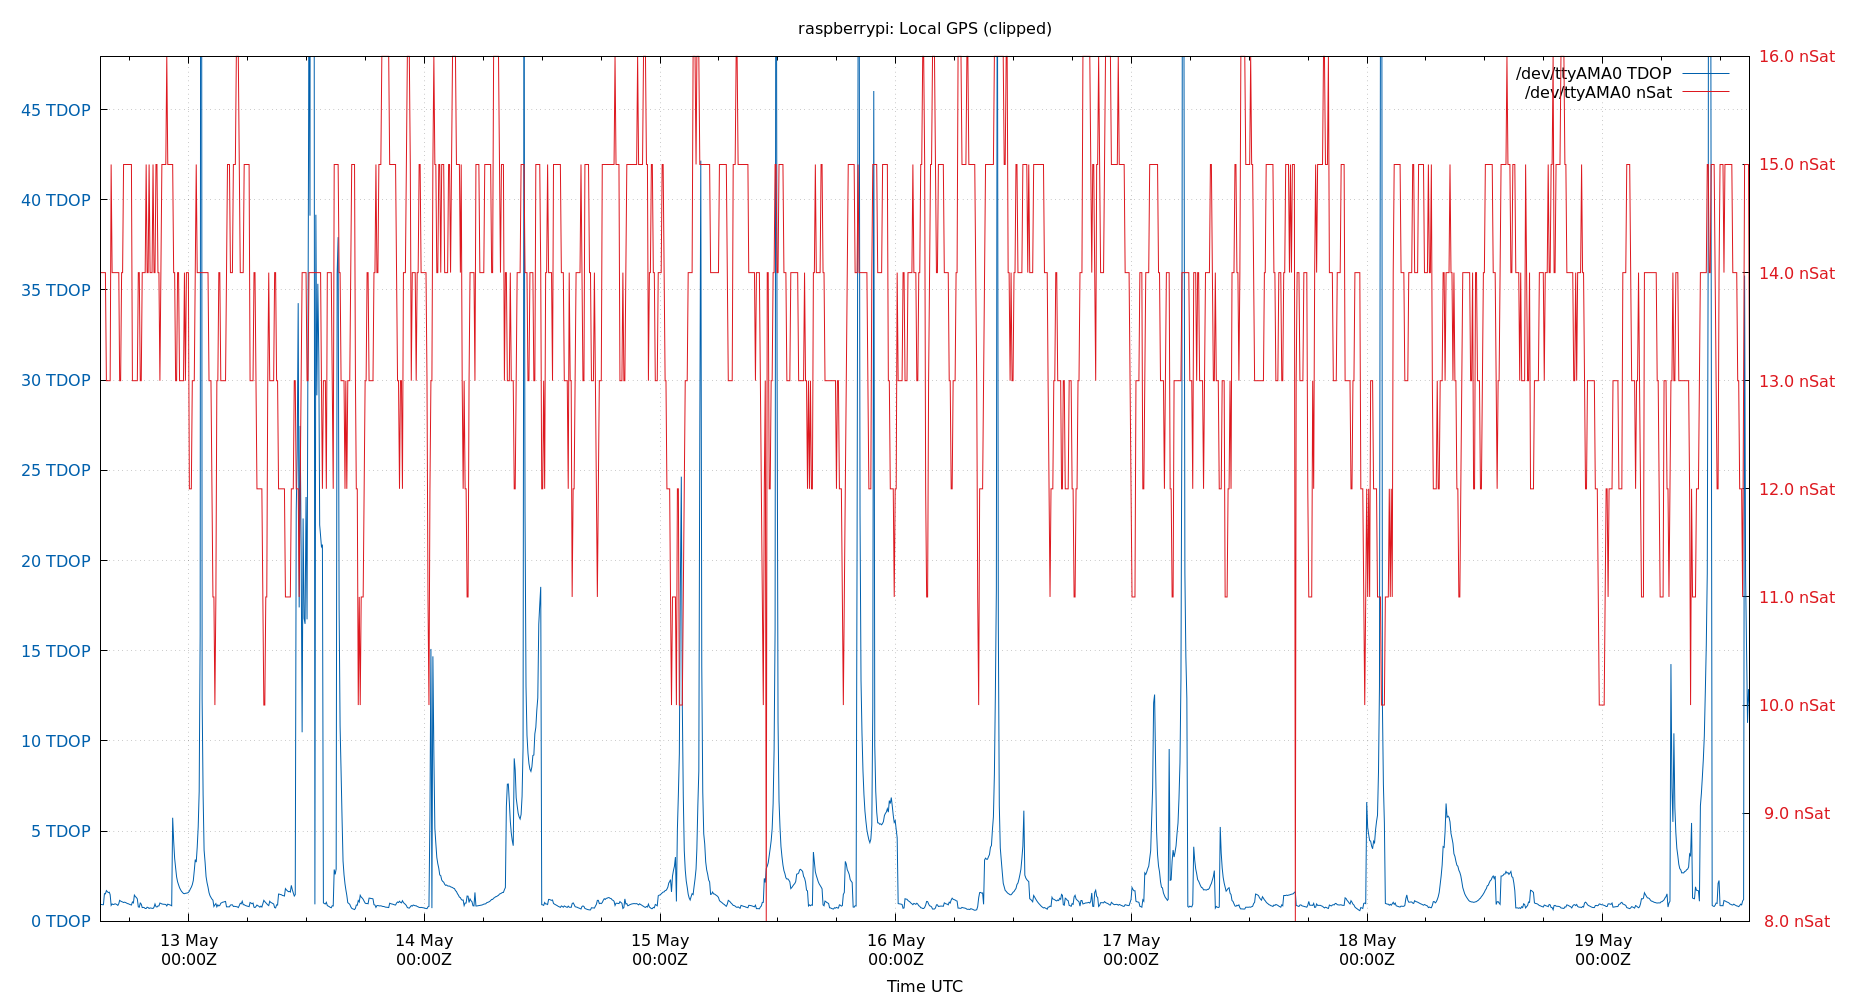 raspberrypi: Local GPS (clipped)
/dev/ttyAMA0 TDOP
/dev/ttyAMA0 nSat
45 TDOP
40 TDOP
35 TDOP
30 TDOP
25 TDOP
20 TDOP
15 TDOP
10 TDOP
5 TDOP
0 TDOP
16.0 nSat
15.0 nSat
14.0 nSat
13.0 nSat
12.0 nSat
11.0 nSat
10.0 nSat
9.0 nSat
8.0 nSat
13 May
00:00Z
14 May
00:00Z
15 May
00:00Z
16 May
00:00Z
17 May
00:00Z
18 May
00:00Z
19 May
00:00Z
Time UTC